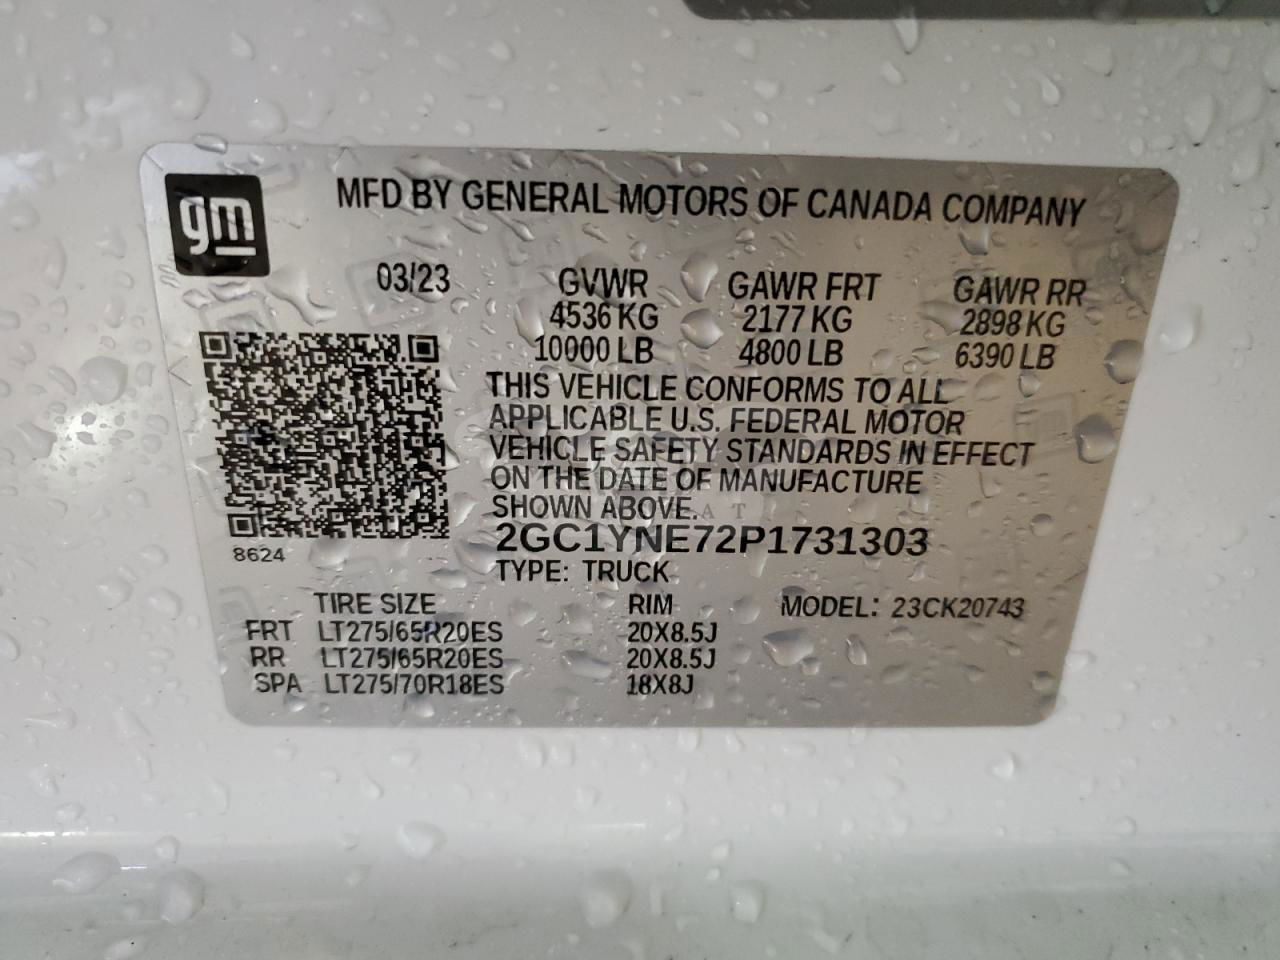 gm
MFD BY GENERAL MOTORS OF CANADA COMPANY
03/23 GVWR GAWR FRT GAWR RR
4536 KG 2177 KG 2898 KG
10000 LB 4800 LB 6390 LB
THIS VEHICLE CONFORMS TO ALL
APPLICABLE U.S. FEDERAL MOTOR
VEHICLE SAFETY STANDARDS IN EFFECT
ON THE DATE OF MANUFACTURE
SHOWN ABOVE.
2GC1YNE72P1731303
8624
TYPE: TRUCK
TIRE SIZE RIM MODEL: 23CK20743
FRT LT275/65R20ES 20X8.5J
RR LT275/65R20ES 20X8.5J
SPA LT275/70R18ES 18X8J